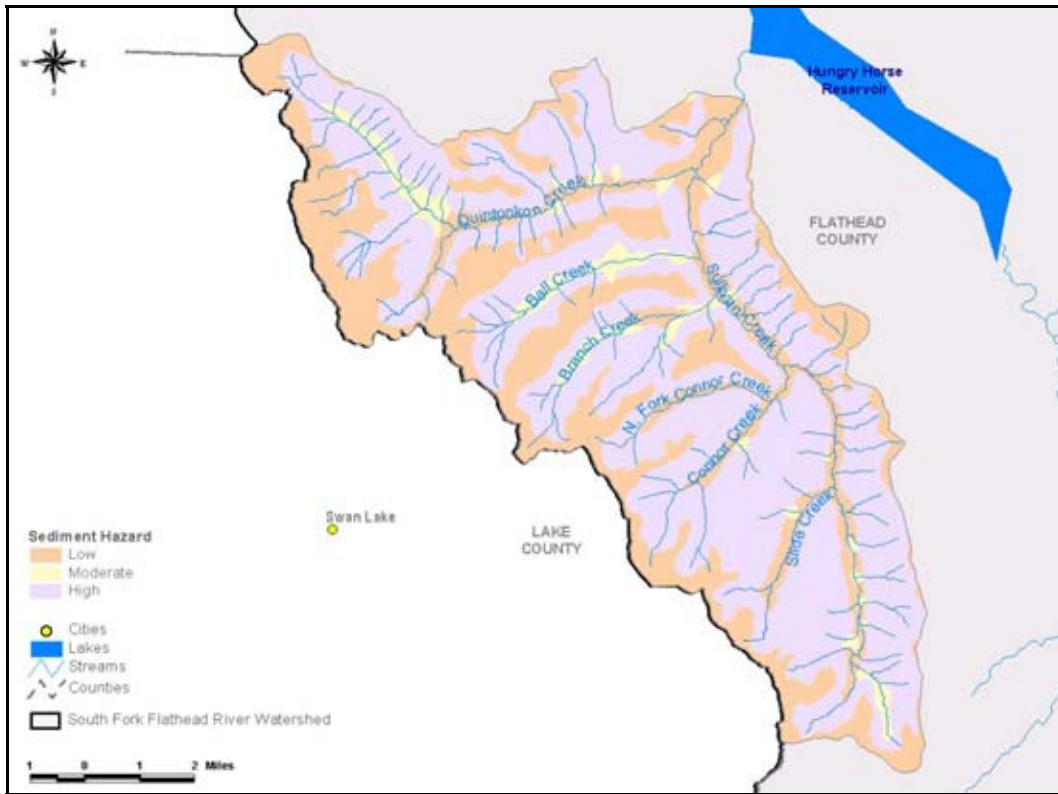 N
W E
S
Hungry Horse
Reservoir
FLATHEAD
COUNTY
Quintonkon Creek
Ball Creek
Sullivan Creek
Branch Creek
N. Fork Connor Creek
Connor Creek
Slide Creek
Swan Lake
LAKE
COUNTY
Sediment Hazard
Low
Moderate
High
Cities
Lakes
Streams
Counties
South Fork Flathead River Watershed
1 0 1 2 Miles